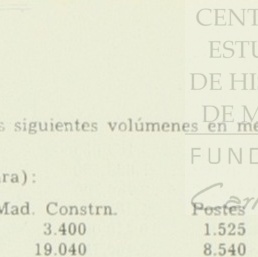 CENT
ESTU
DE HI
DE M
FUND
s siguientes volúmenes en me
ra):
Mad. Constrn. Postes
3.400 1.525
19.040 8.540